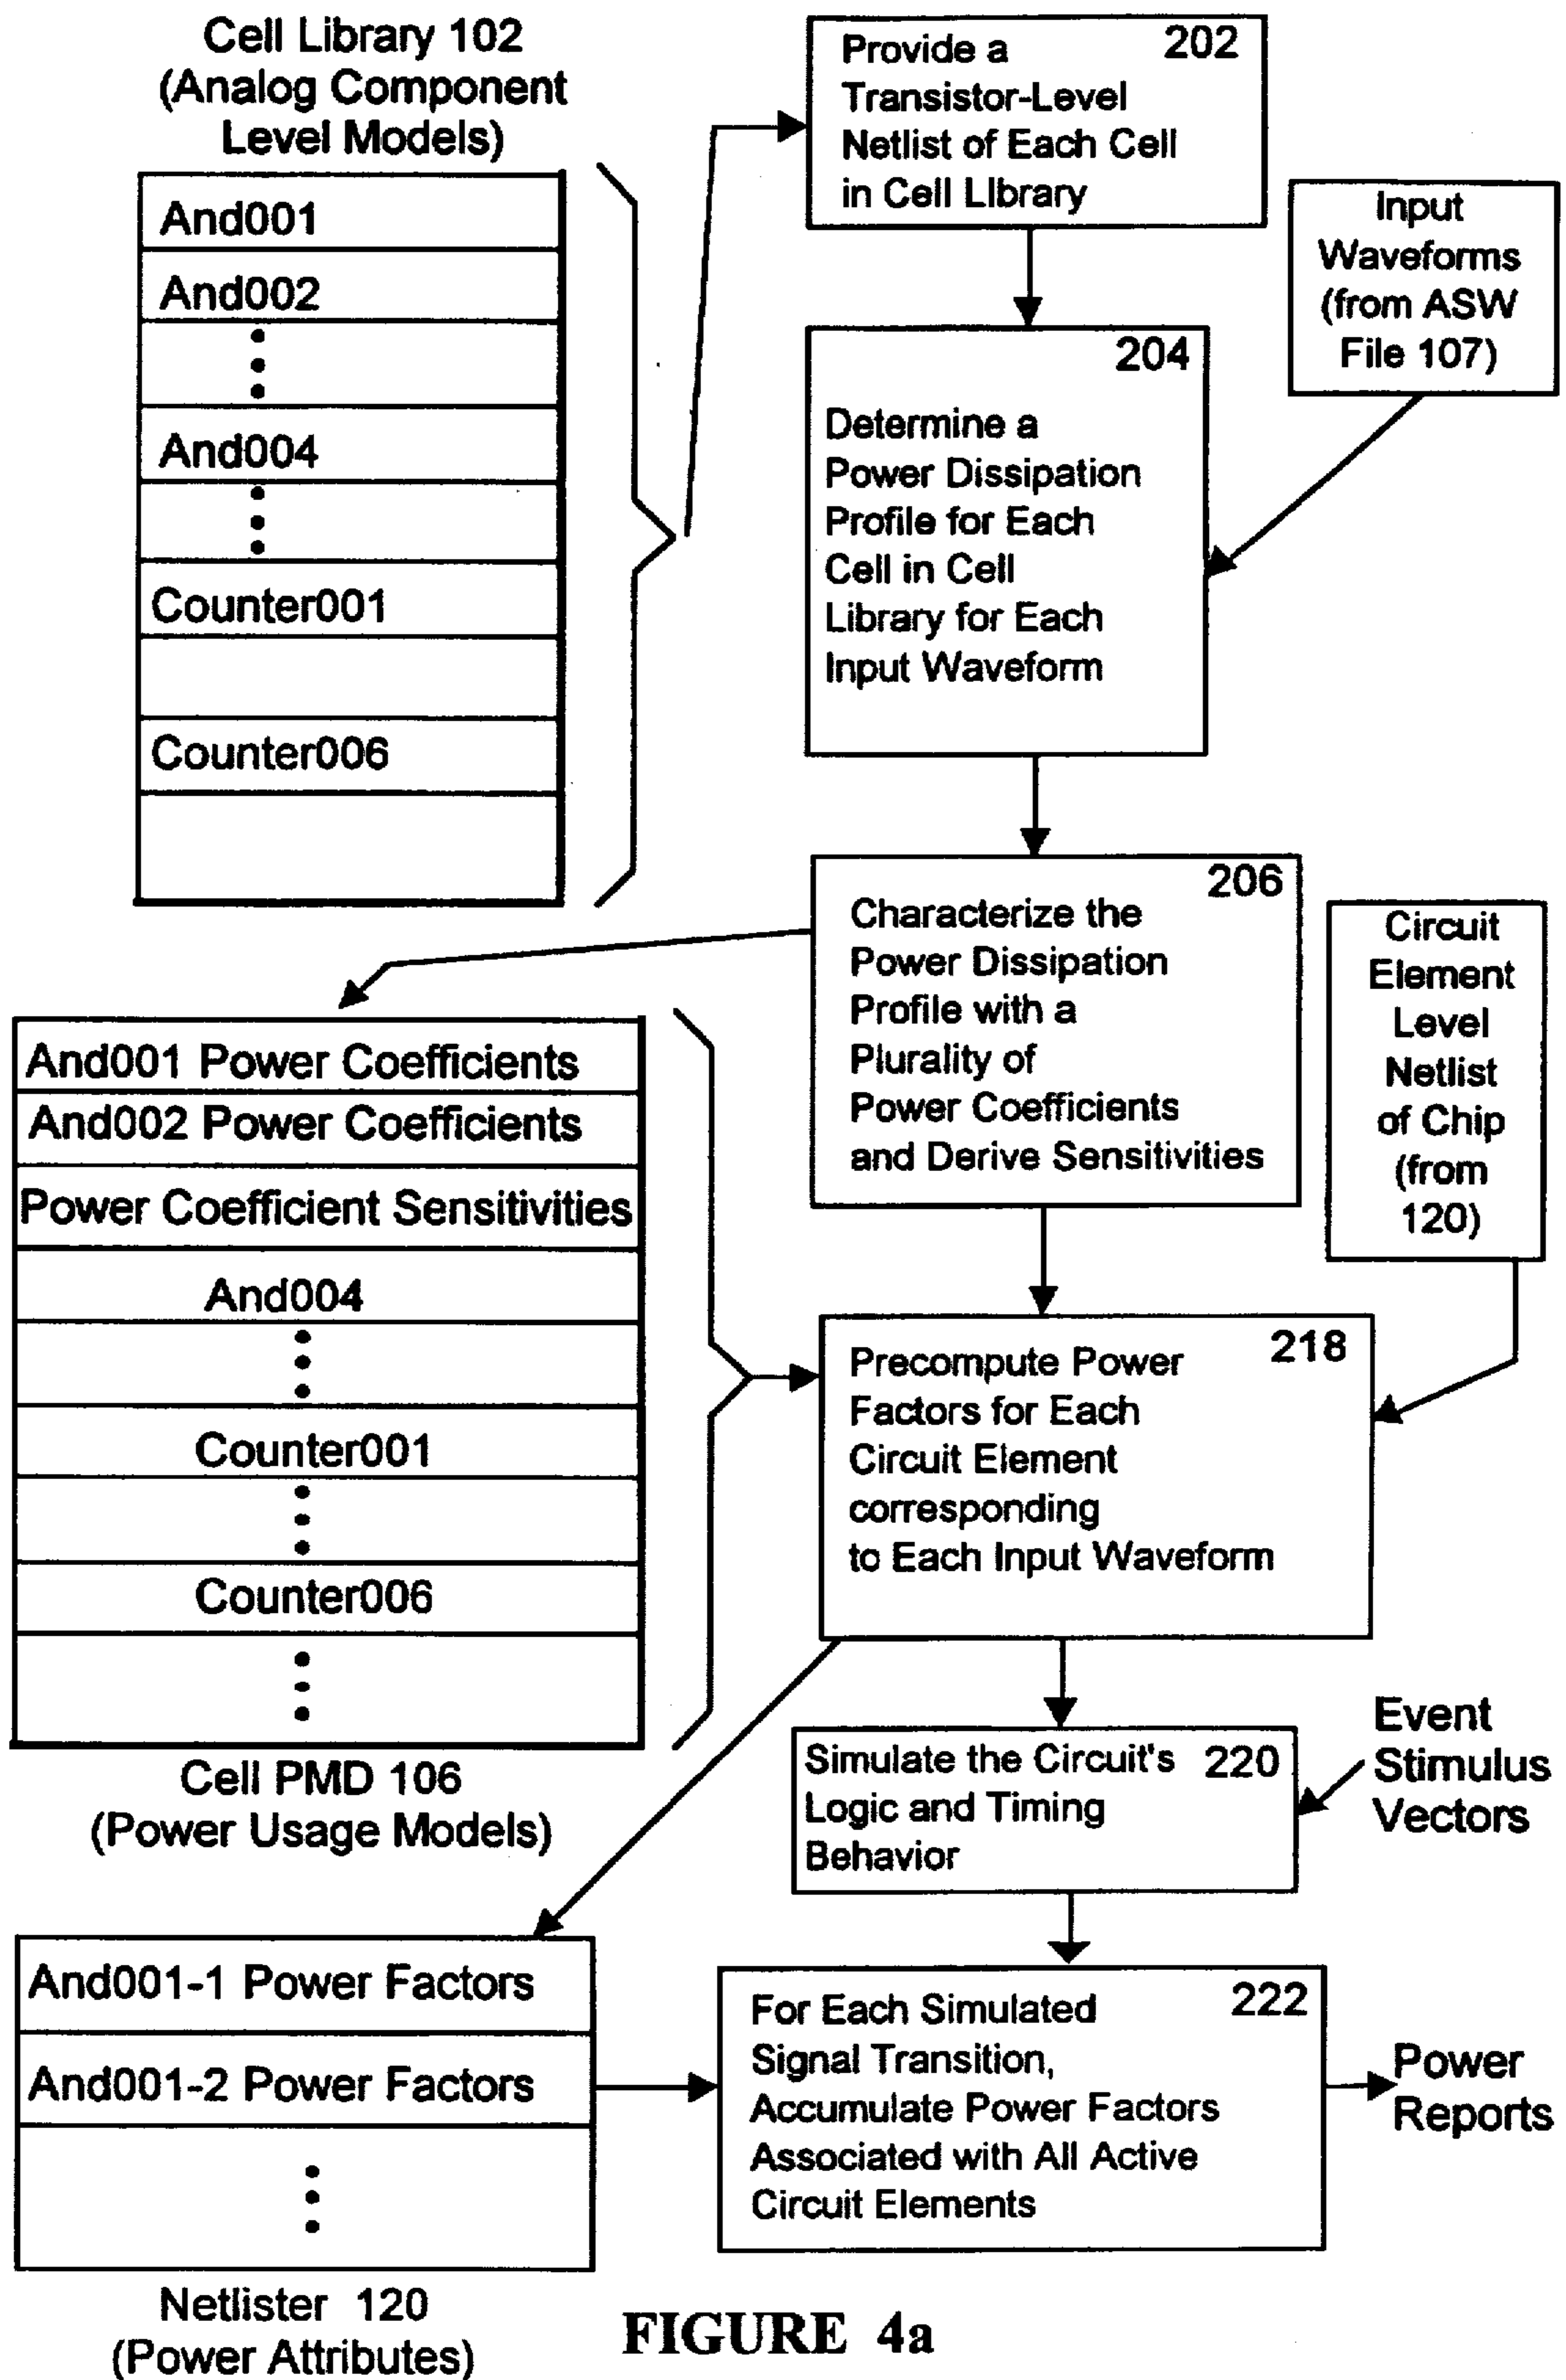 Cell Library 102
(Analog Component
Level Models)
And001
And002
And004
Counter001
Counter006
202
Provide a
Transistor-Level
Netlist of Each Cell
in Cell LIbrary
Input
Waveforms
(from ASW
File 107)
204
Determine a
Power Dissipation
Profile for Each
Cell in Cell
Library for Each
Input Waveform
206
Characterize the
Power Dissipation
Profile with a
Plurality of
Power Coefficients
and Derive Sensitivities
Circuit
Element
Level
Netlist
of Chip
(from
120)
And001 Power Coefficients
And002 Power Coefficients
Power Coefficient Sensitivities
And004
Counter001
Counter006
Cell PMD 106
(Power Usage Models)
218
Precompute Power
Factors for Each
Circuit Element
corresponding
to Each Input Waveform
Simulate the Circuit's 220
Logic and Timing
Behavior
Event
Stimulus
Vectors
And001-1 Power Factors
And001-2 Power Factors
Netlister 120
(Power Attributes)
222
For Each Simulated
Signal Transition,
Accumulate Power Factors
Associated with All Active
Circuit Elements
Power
Reports
FIGURE 4a